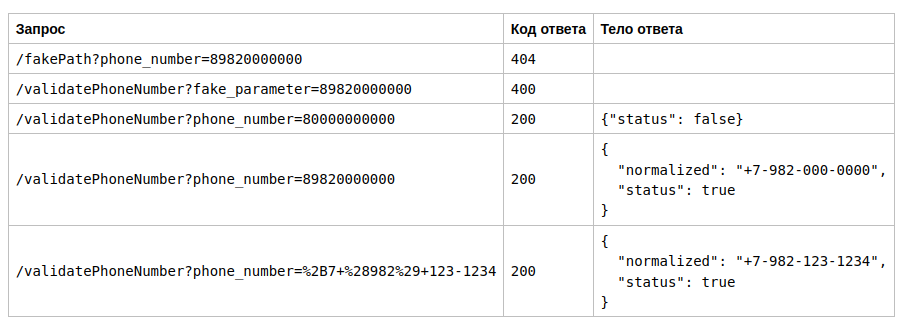 Запрос Код ответа Тело ответа
/fakePath?phone_number=89820000000 404
/validatePhoneNumber?fake_parameter=89820000000 400
/validatePhoneNumber?phone_number=80000000000 200 {"status": false}
/validatePhoneNumber?phone_number=89820000000 200 {
"normalized": "+7-982-000-0000",
"status": true
}
/validatePhoneNumber?phone_number=%2B7+%28982%29+123-1234 200 {
"normalized": "+7-982-123-1234",
"status": true
}